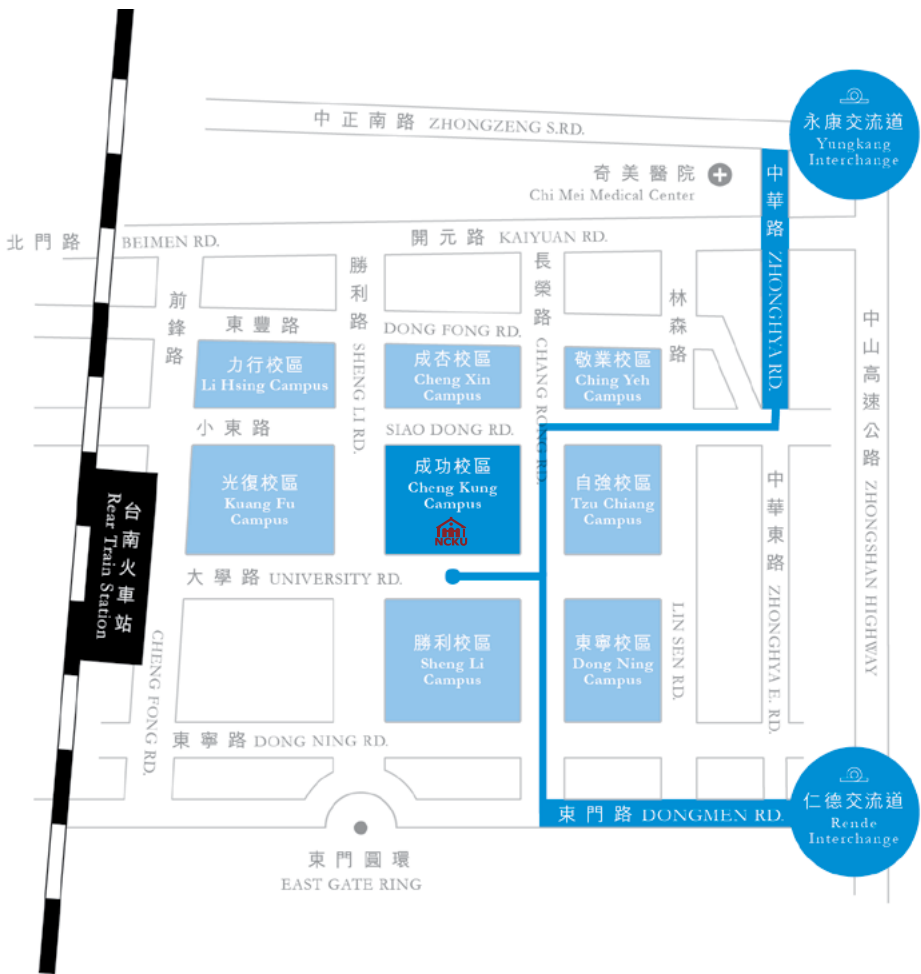 中正南路 ZHONGZENG S.RD.
永康交流道
Yungkang
Interchange
奇美醫院
Chi Mei Medical Center
中華路 ZHONGHYA RD.
北門路 BEIMEN RD.
開元路 KAIYUAN RD.
前鋒路
勝利路 SHENG LI RD.
長榮路 CHANG RONG RD.
林森路
中山高速公路 ZHONGSHAN HIGHWAY
東豐路 DONG FONG RD.
力行校區
Li Hsing Campus
成杏校區
Cheng Xin
Campus
敬業校區
Ching Yeh
Campus
小東路 SIAO DONG RD.
光復校區
Kuang Fu
Campus
成功校區
Cheng Kung
Campus
NCKU
自強校區
Tzu Chiang
Campus
中華東路 ZHONGHYA E. RD.
台南火車站
Rear Train Station
大學路 UNIVERSITY RD.
CHENG FONG RD.
勝利校區
Sheng Li
Campus
東寧校區
Dong Ning
Campus
LIN SEN RD.
東寧路 DONG NING RD.
東門路 DONGMEN RD.
仁德交流道
Rende
Interchange
東門圓環
EAST GATE RING